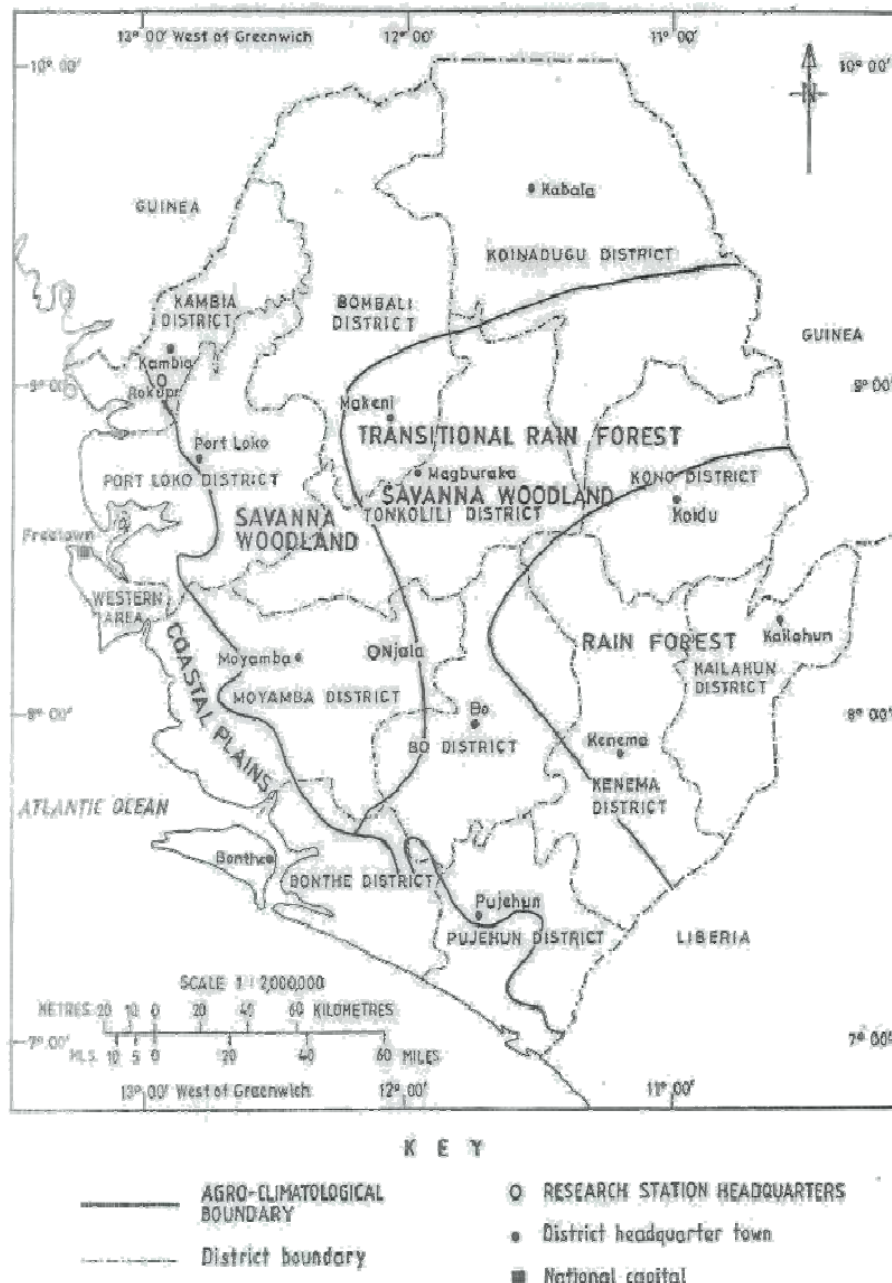 13° 00' West of Greenwich
12° 00'
11° 00'
10° 00'
10° 00'
N
GUINEA
Kabala
KOINADUGU DISTRICT
KAMBIA
DISTRICT
BOMBALI
DISTRICT
GUINEA
Kambia
9° 00'
9° 00'
Rokupr
Makeni
TRANSITIONAL RAIN FOREST
Port Loko
PORT LOKO DISTRICT
Magburaka
SAVANNA WOODLAND
TONKOLILI DISTRICT
KONO DISTRICT
Koidu
SAVANNA
WOODLAND
Freetown
WESTERN
AREA
COASTAL PLAINS
Moyamba
MOYAMBA DISTRICT
Njala
RAIN FOREST
Kailahun
KAILAHUN
DISTRICT
8° 00'
8° 00'
Bo
BO DISTRICT
Kenema
KENEMA
DISTRICT
ATLANTIC OCEAN
Bonthe
BONTHE DISTRICT
Pujehun
PUJEHUN DISTRICT
LIBERIA
SCALE 1 : 2,000,000
METRES 20 10 0 20 40 60 KILOMETRES
MLS. 10 5 0 20 40 60 MILES
7° 00'
7° 00'
13° 00' West of Greenwich
12° 00'
11° 00'
KEY
AGRO-CLIMATOLOGICAL
BOUNDARY
District boundary
RESEARCH STATION HEADQUARTERS
District headquarter town
National capital